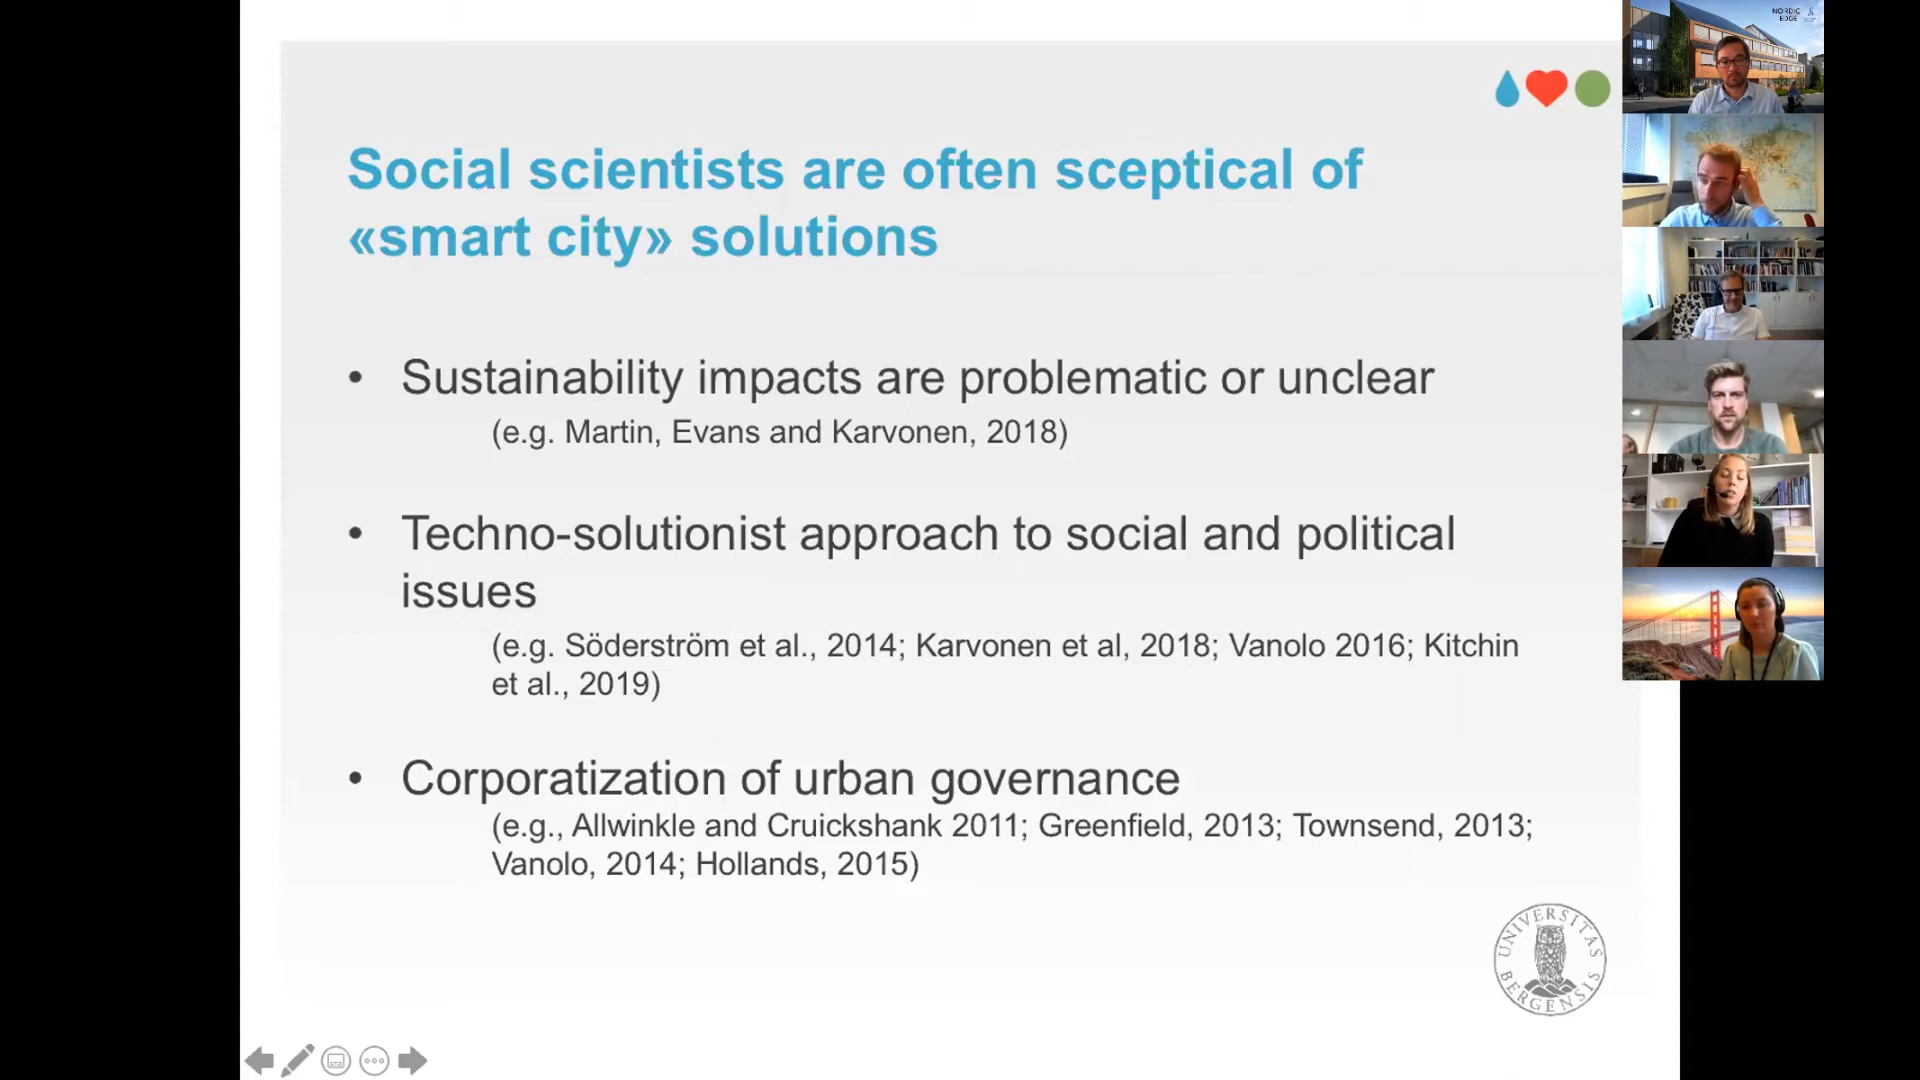 NORDIC
EDGE
Social scientists are often sceptical of
«smart city» solutions
• Sustainability impacts are problematic or unclear
(e.g. Martin, Evans and Karvonen, 2018)
• Techno-solutionist approach to social and political
issues
(e.g. Söderström et al., 2014; Karvonen et al, 2018; Vanolo 2016; Kitchin
et al., 2019)
• Corporatization of urban governance
(e.g., Allwinkle and Cruickshank 2011; Greenfield, 2013; Townsend, 2013;
Vanolo, 2014; Hollands, 2015)
UNIVERSITAS
BERGENSIS